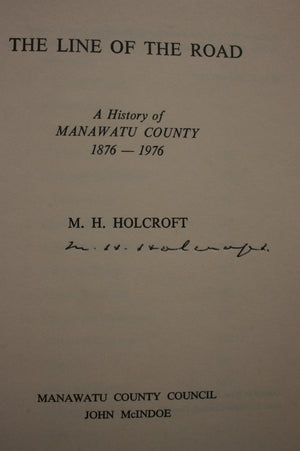 THE LINE OF THE ROAD
A History of
MANAWATU COUNTY
1876 — 1976
M. H. HOLCROFT
M. H. Holcroft.
MANAWATU COUNTY COUNCIL
JOHN McINDOE